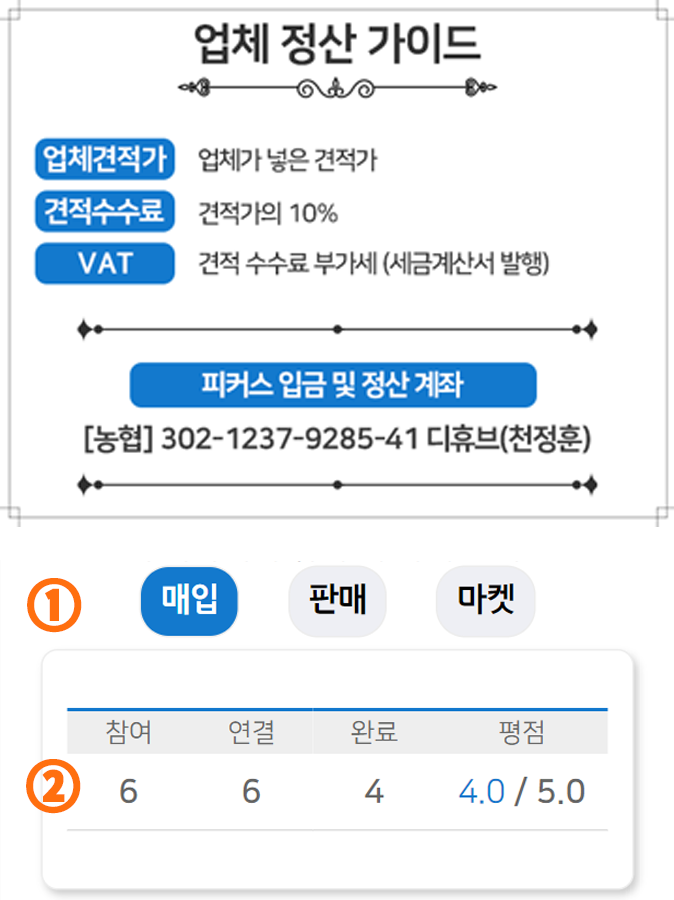 업체 정산 가이드
업체견적가 업체가 넣은 견적가
견적수수료 견적가의 10%
VAT 견적 수수료 부가세 (세금계산서 발행)
피커스 입금 및 정산 계좌
[농협] 302-1237-9285-41 디휴브(천정훈)
① 매입 판매 마켓
참여 연결 완료 평점
② 6 6 4 4.0 / 5.0